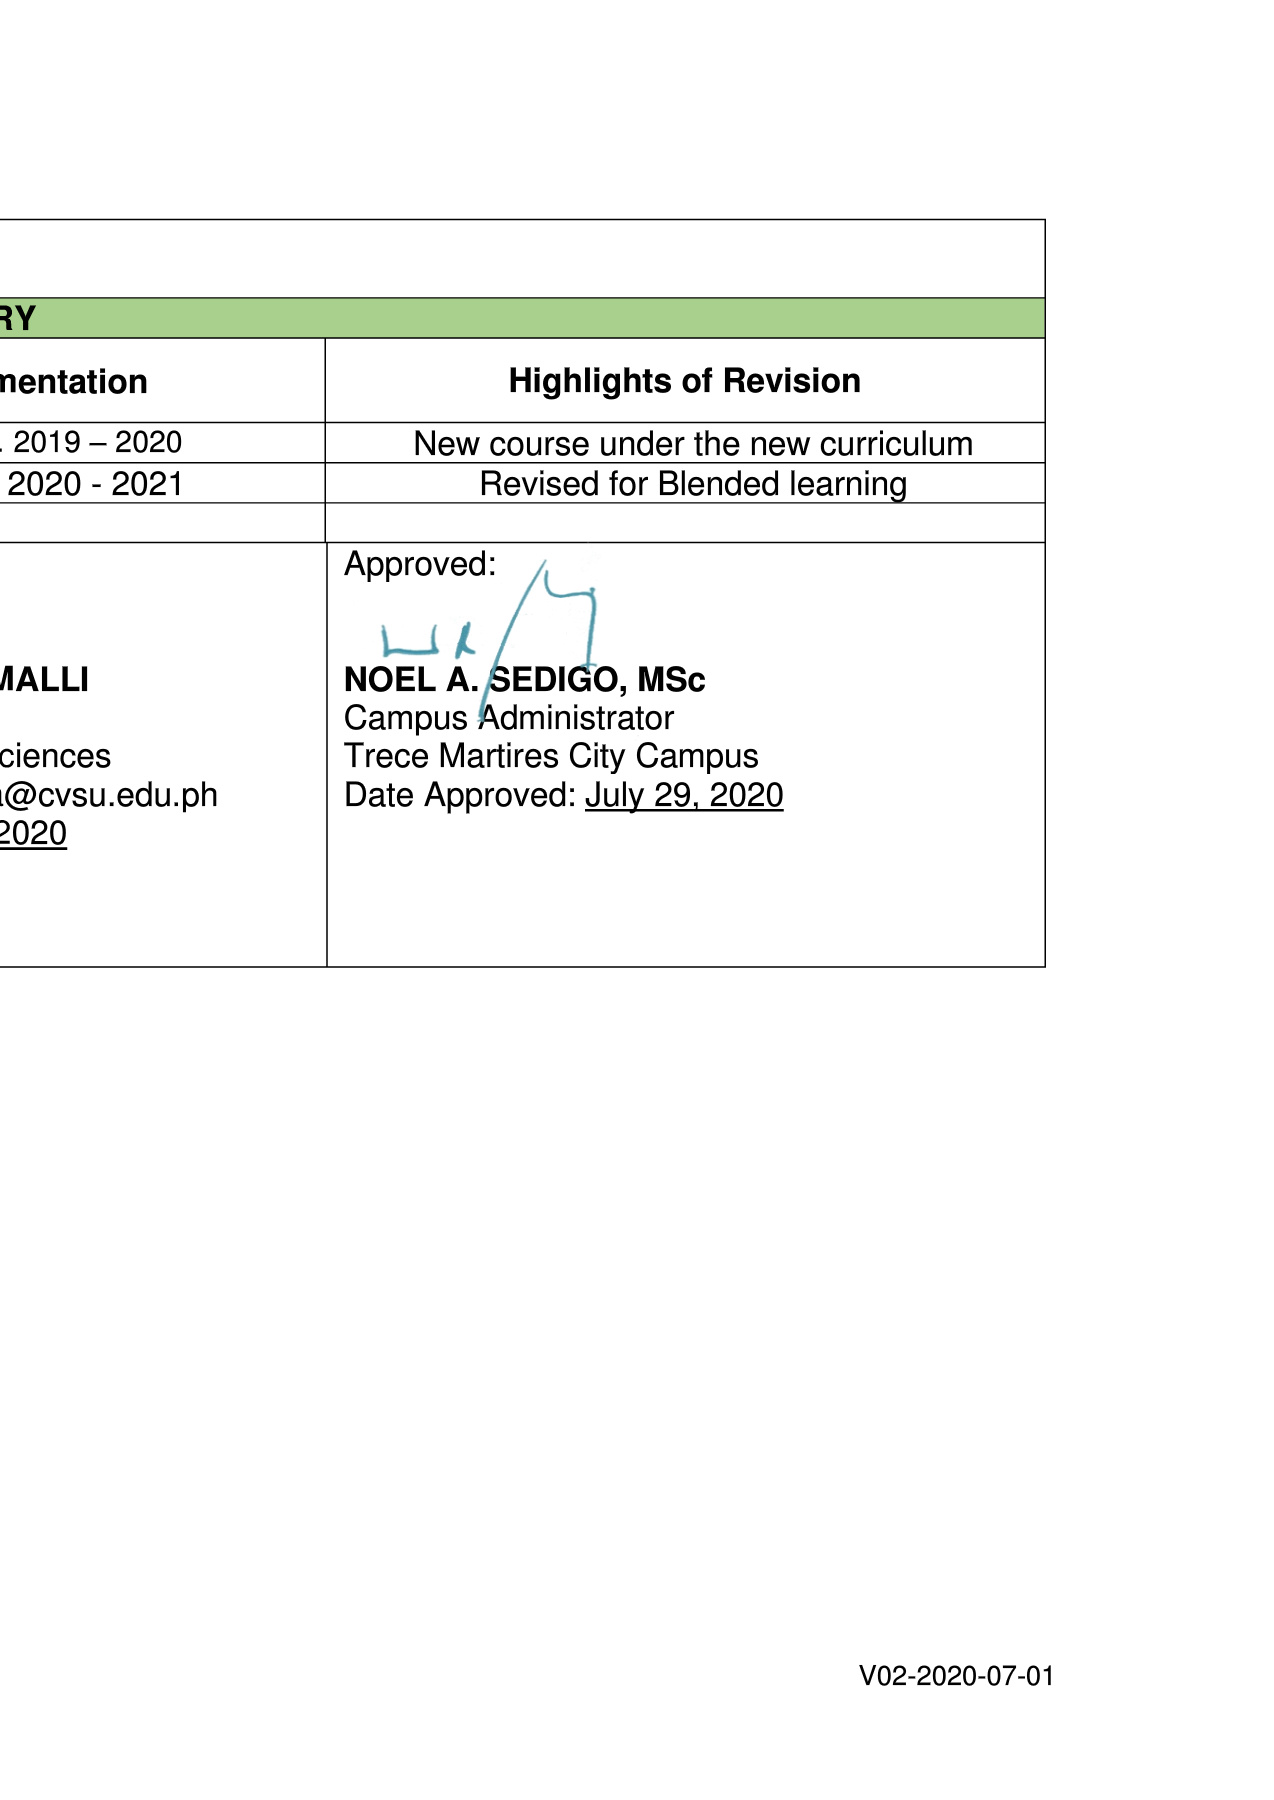 RY
mentation
Highlights of Revision
. 2019 – 2020
New course under the new curriculum
2020 - 2021
Revised for Blended learning
Approved:
MALLI
NOEL A. SEDIGO, MSc
Campus Administrator
ciences
Trece Martires City Campus
a@cvsu.edu.ph
Date Approved: July 29, 2020
2020
V02-2020-07-01